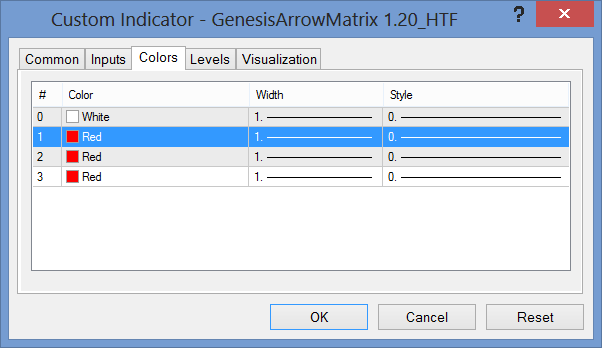 Custom Indicator - GenesisArrowMatrix 1.20_HTF ? x
Common Inputs Colors Levels Visualization
# Color Width Style
0 White 1. 0.
1 Red 1. 0.
2 Red 1. 0.
3 Red 1. 0.
OK Cancel Reset